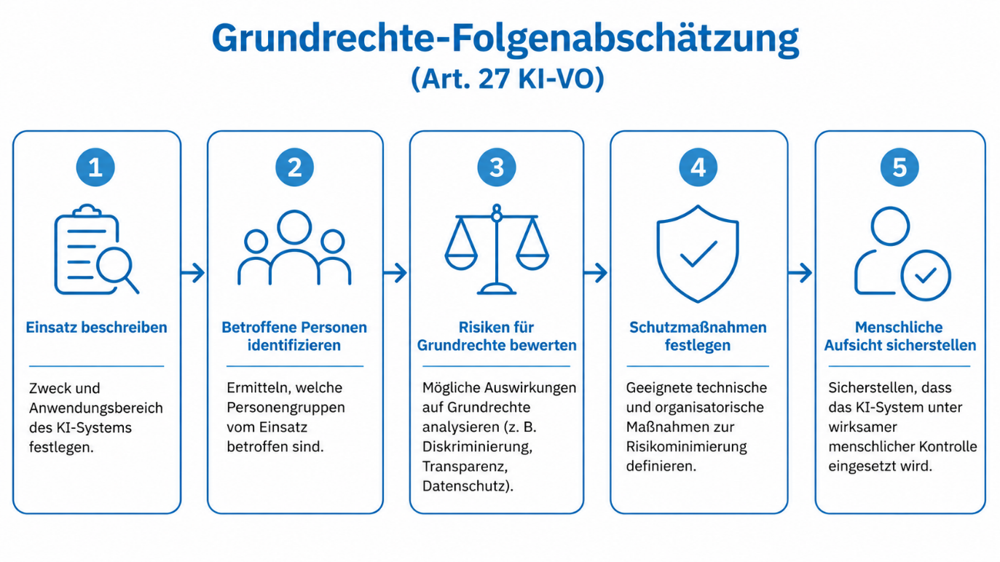 Grundrechte-Folgenabschätzung
(Art. 27 KI-VO)
1
Einsatz beschreiben
Zweck und
Anwendungsbereich
des KI-Systems
festlegen.
2
Betroffene Personen
identifizieren
Ermitteln, welche
Personengruppen
vom Einsatz
betroffen sind.
3
Risiken für
Grundrechte bewerten
Mögliche Auswirkungen
auf Grundrechte
analysieren (z. B.
Diskriminierung,
Transparenz,
Datenschutz).
4
Schutzmaßnahmen
festlegen
Geeignete technische
und organisatorische
Maßnahmen zur
Risikominimierung
definieren.
5
Menschliche
Aufsicht sicherstellen
Sicherstellen, dass
das KI-System unter
wirksamer
menschlicher Kontrolle
eingesetzt wird.